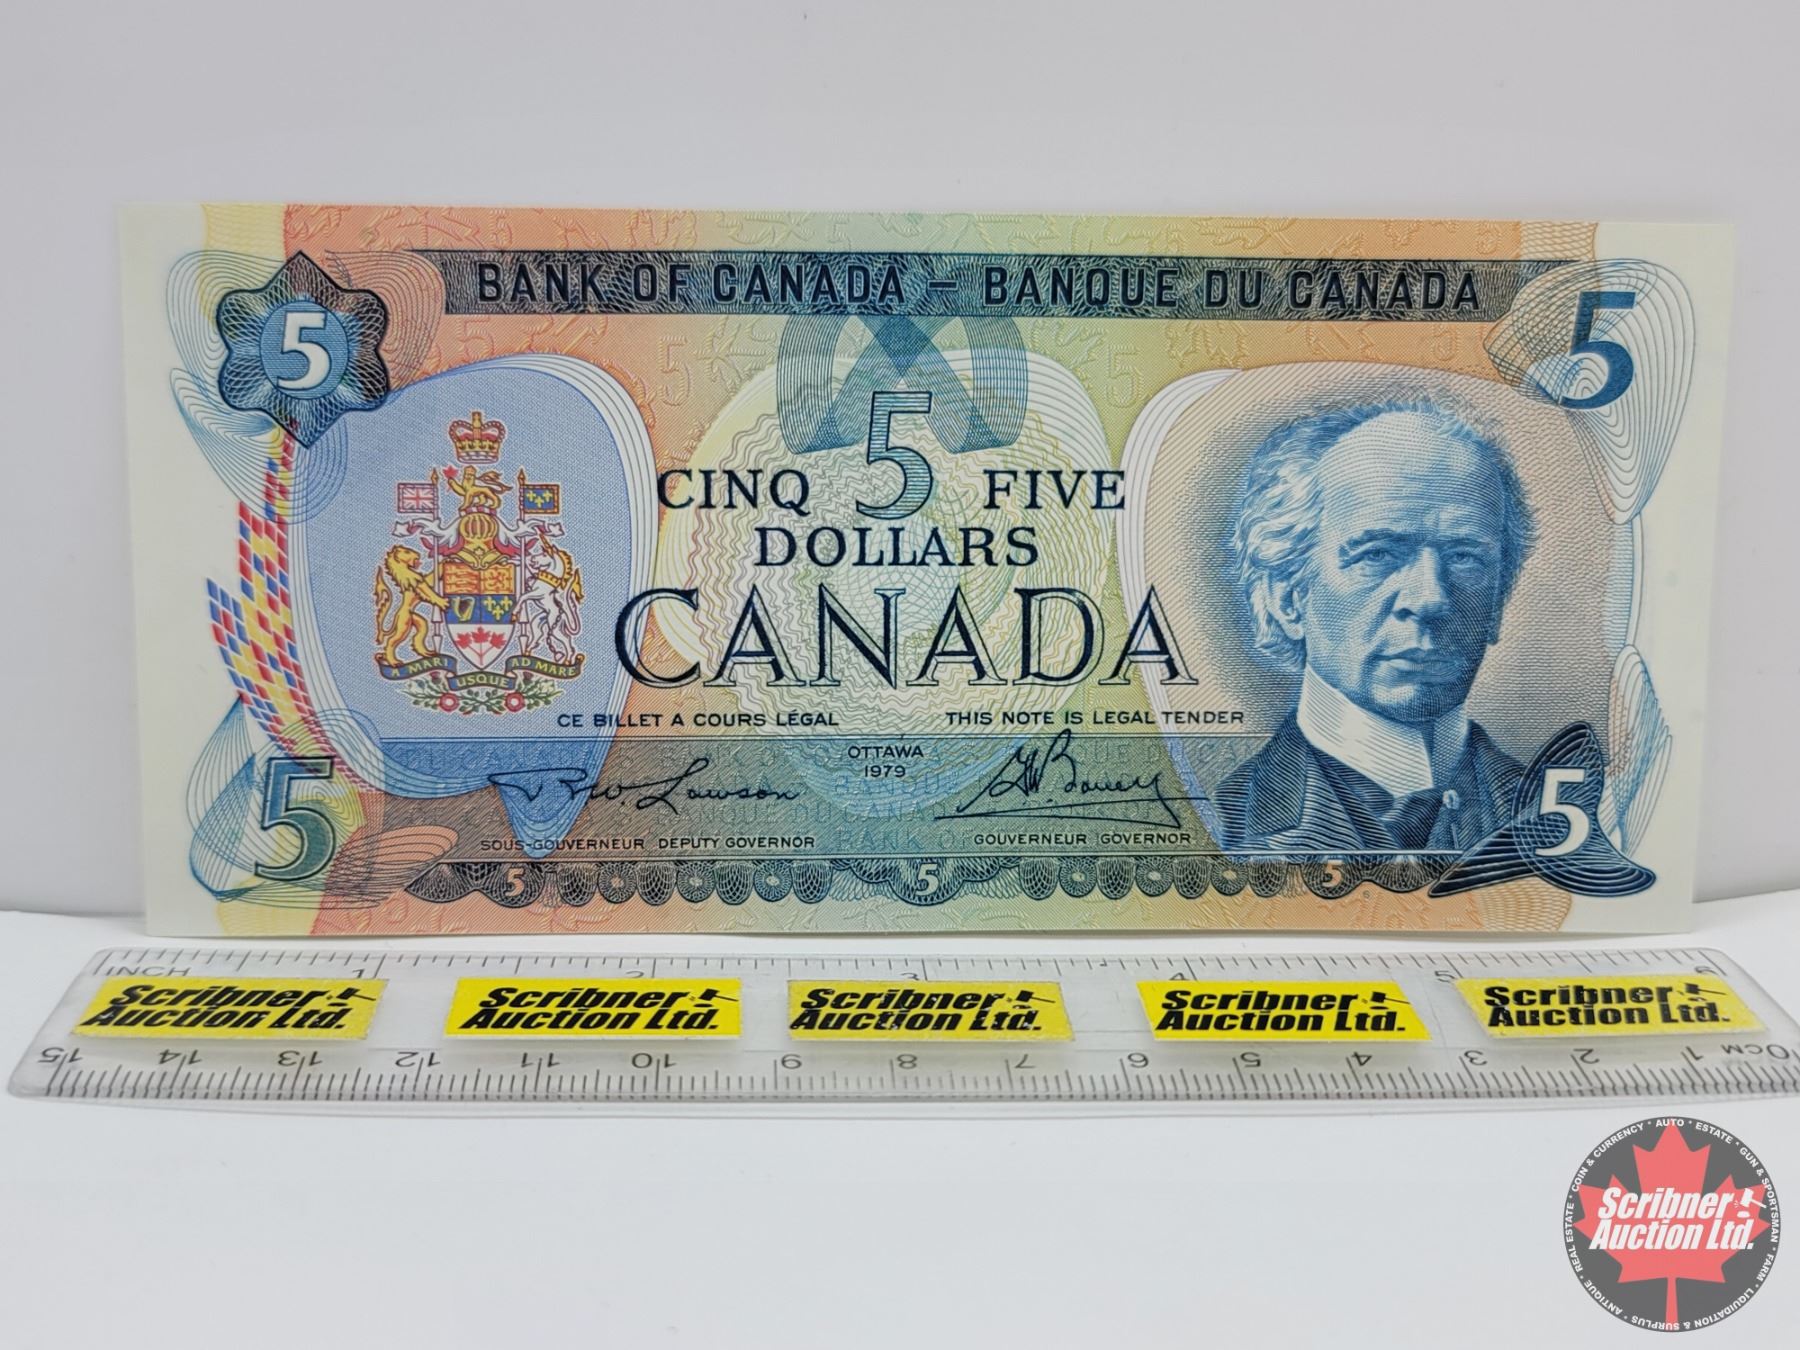 BANK OF CANADA – BANQUE DU CANADA
5
5
CINQ 5 FIVE
DOLLARS
CANADA
A MARI USQUE AD MARE
CE BILLET A COURS LÉGAL
THIS NOTE IS LEGAL TENDER
OTTAWA
1979
R.W. Lawson
G.K. Bouey
SOUS-GOUVERNEUR DEPUTY GOVERNOR
GOUVERNEUR GOVERNOR
5
5
5
5
5
INCH 1 2 3 4 5 6
Scribner Auction Ltd.
Scribner Auction Ltd.
Scribner Auction Ltd.
Scribner Auction Ltd.
Scribner Auction Ltd.
15 14 13 12 11 10 9 8 7 6 5 4 3 2 1 0 CM
COIN & CURRENCY * AUTO * ESTATE * GUN & SPORTSMAN * FARM * LIQUIDATION & SURPLUS * ANTIQUE * REAL ESTATE *
Scribner
Auction Ltd.